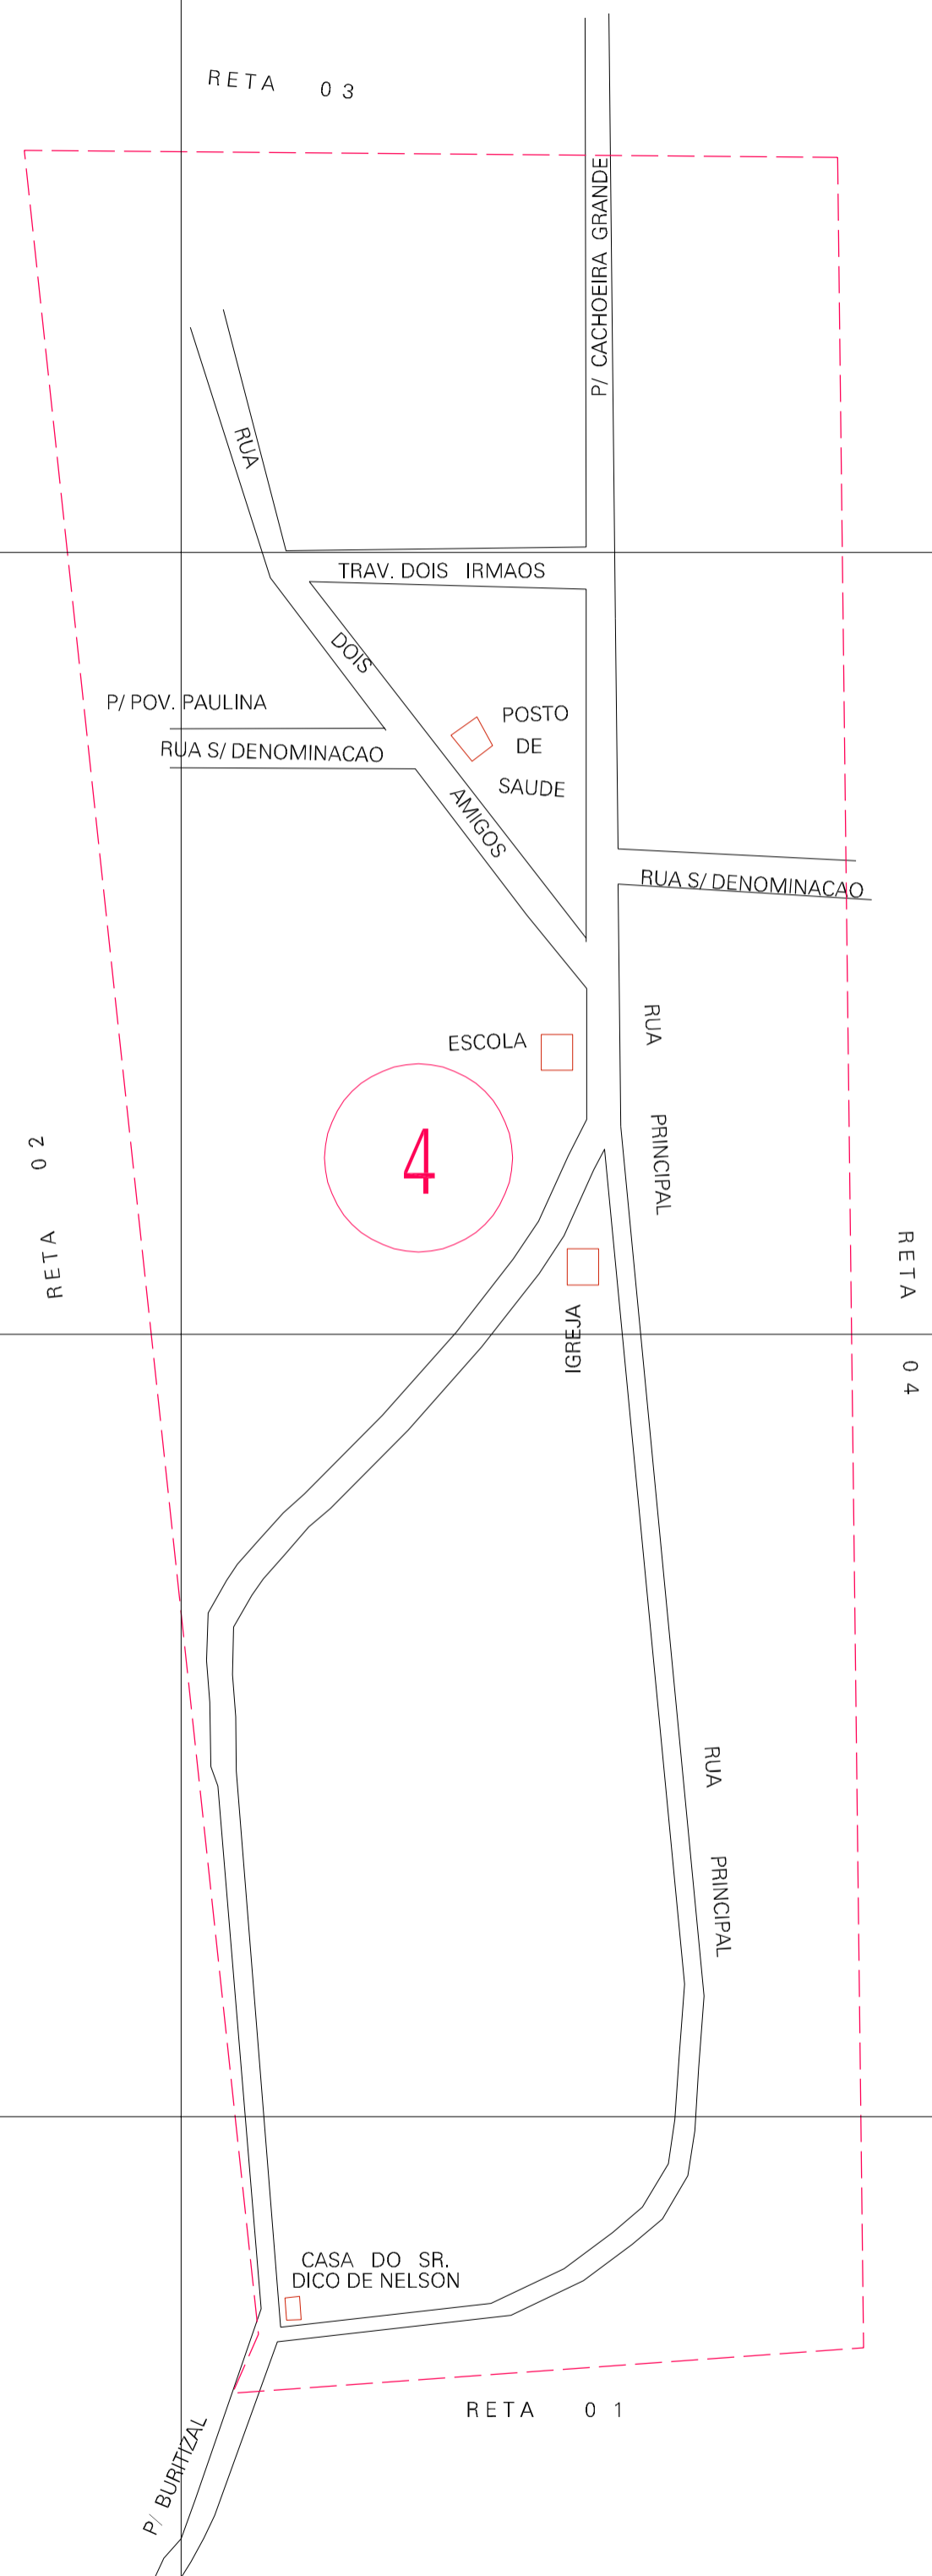 RETA 03
P/ CACHOEIRA GRANDE
RUA
TRAV. DOIS IRMAOS
DOIS
P/ POV. PAULINA
POSTO
DE
SAUDE
RUA S/ DENOMINACAO
AMIGOS
RUA S/ DENOMINACAO
RUA
ESCOLA
PRINCIPAL
4
RETA 02
RETA 04
IGREJA
RUA
PRINCIPAL
CASA DO SR.
DICO DE NELSON
RETA 01
P/ BURITIZAL